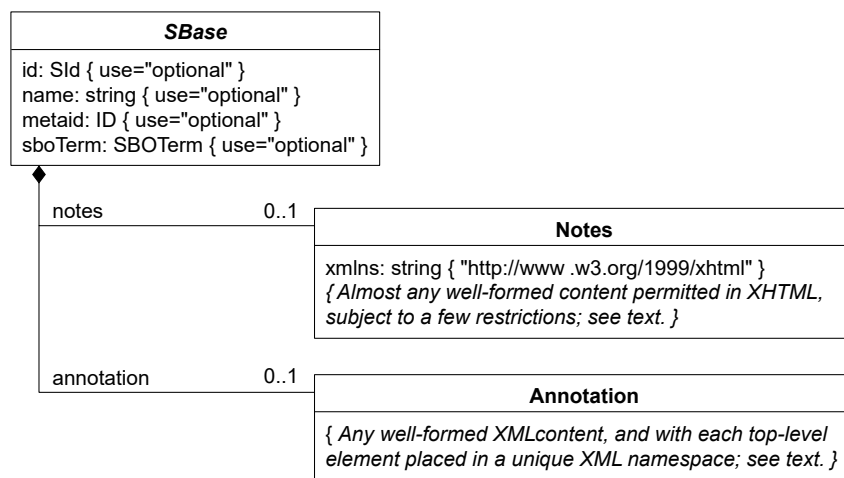 SBase
id: SId { use="optional" }
name: string { use="optional" }
metaid: ID { use="optional" }
sboTerm: SBOTerm { use="optional" }
notes 0..1
Notes
xmlns: string { "http://www .w3.org/1999/xhtml" }
{ Almost any well-formed content permitted in XHTML,
subject to a few restrictions; see text. }
annotation 0..1
Annotation
{ Any well-formed XMLcontent, and with each top-level
element placed in a unique XML namespace; see text. }